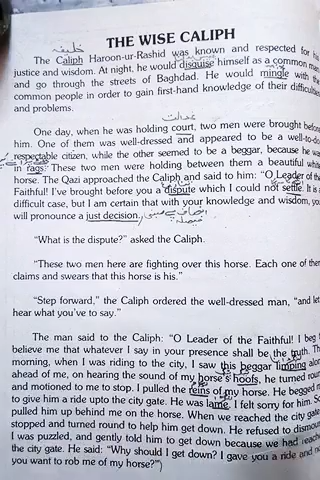 خلیفہ
THE WISE CALIPH
The Caliph Haroon-ur-Rashid was known and respected for his
justice and wisdom. At night, he would disguise himself as a common man
and go through the streets of Baghdad. He would mingle with the
common people in order to gain first-hand knowledge of their difficulties
and problems.
عدالت
One day, when he was holding court, two men were brought before
him. One of them was well-dressed and appeared to be a well-to-do
respectable citizen, while the other seemed to be a beggar, because he was
in rags. These two men were holding between them a beautiful white
horse. The Qazi approached the Caliph and said to him: "O Leader of the
Faithful! I've brought before you a dispute which I could not settle. It is a
difficult case, but I am certain that with your knowledge and wisdom, you
will pronounce a just decision. انصاف
"What is the dispute?" asked the Caliph.
"These two men here are fighting over this horse. Each one of them
claims and swears that this horse is his."
"Step forward," the Caliph ordered the well-dressed man, "and let
hear what you've to say."
The man said to the Caliph: "O Leader of the Faithful! I beg
believe me that whatever I say in your presence shall be the truth. Th
morning, when I was riding to the city, I saw this beggar limping alon
ahead of me, on hearing the sound of my horse's hoofs, he turned roun
and motioned me to stop. I pulled the reins of my horse. He begged m
to give him a ride upto the city gate. He was lame. I felt sorry for him. So
pulled him up behind me on the horse. When we reached the city gate
stopped and turned round to help him get down. He refused to dismou
I was puzzled, and gently told him to get down because we had reache
the city gate. He said: "Why should I get down? I gave you a ride and n
you want to rob me of my horse?"